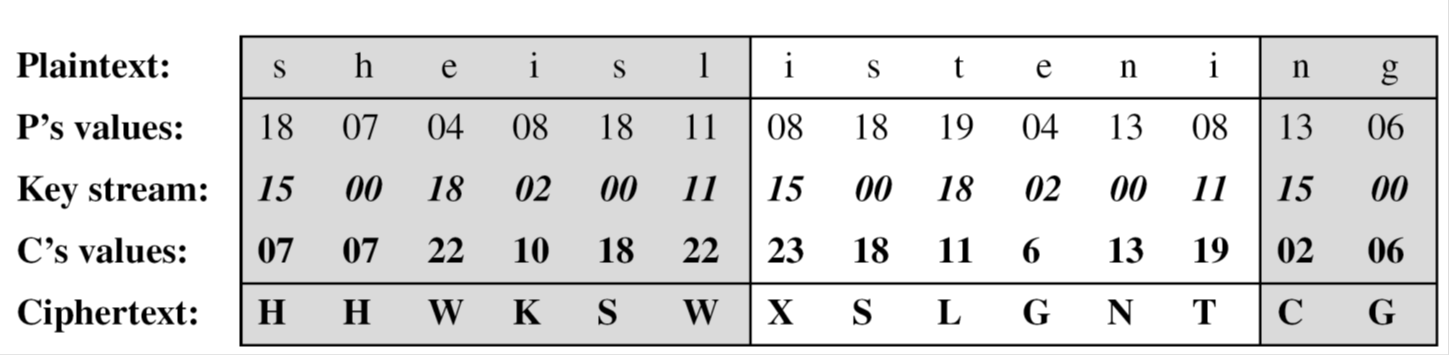 Plaintext: s h e i s l i s t e n i n g
P's values: 18 07 04 08 18 11 08 18 19 04 13 08 13 06
Key stream: 15 00 18 02 00 11 15 00 18 02 00 11 15 00
C's values: 07 07 22 10 18 22 23 18 11 6 13 19 02 06
Ciphertext: H H W K S W X S L G N T C G